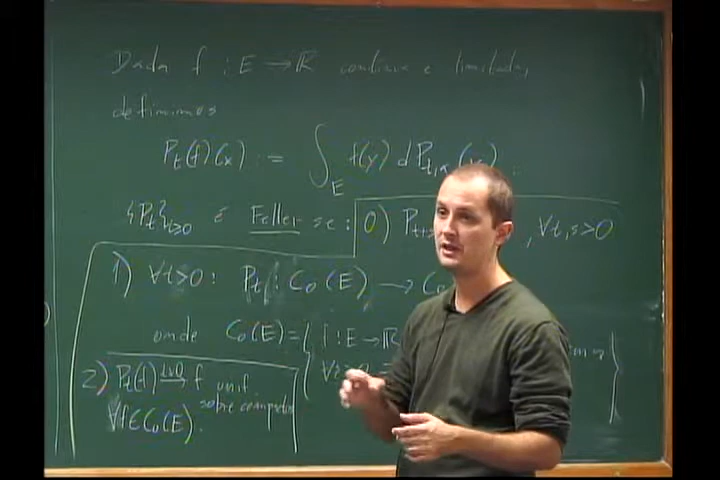 Dada f : E → ℝ contínua e limitada,
definimos
P_t(f)(x) := ∫_E f(y) dP_{t,x}(y).
{P_t}_{t>0} é Feller se: 0) P_{t+s} , ∀t,s>0
1) ∀t>0: P_t : C_0(E) → C_0
onde C_0(E) = { f : E → ℝ
2) P_t(f) →^{t↓0} f unif.
sobre compactos
∀f∈C_0(E).